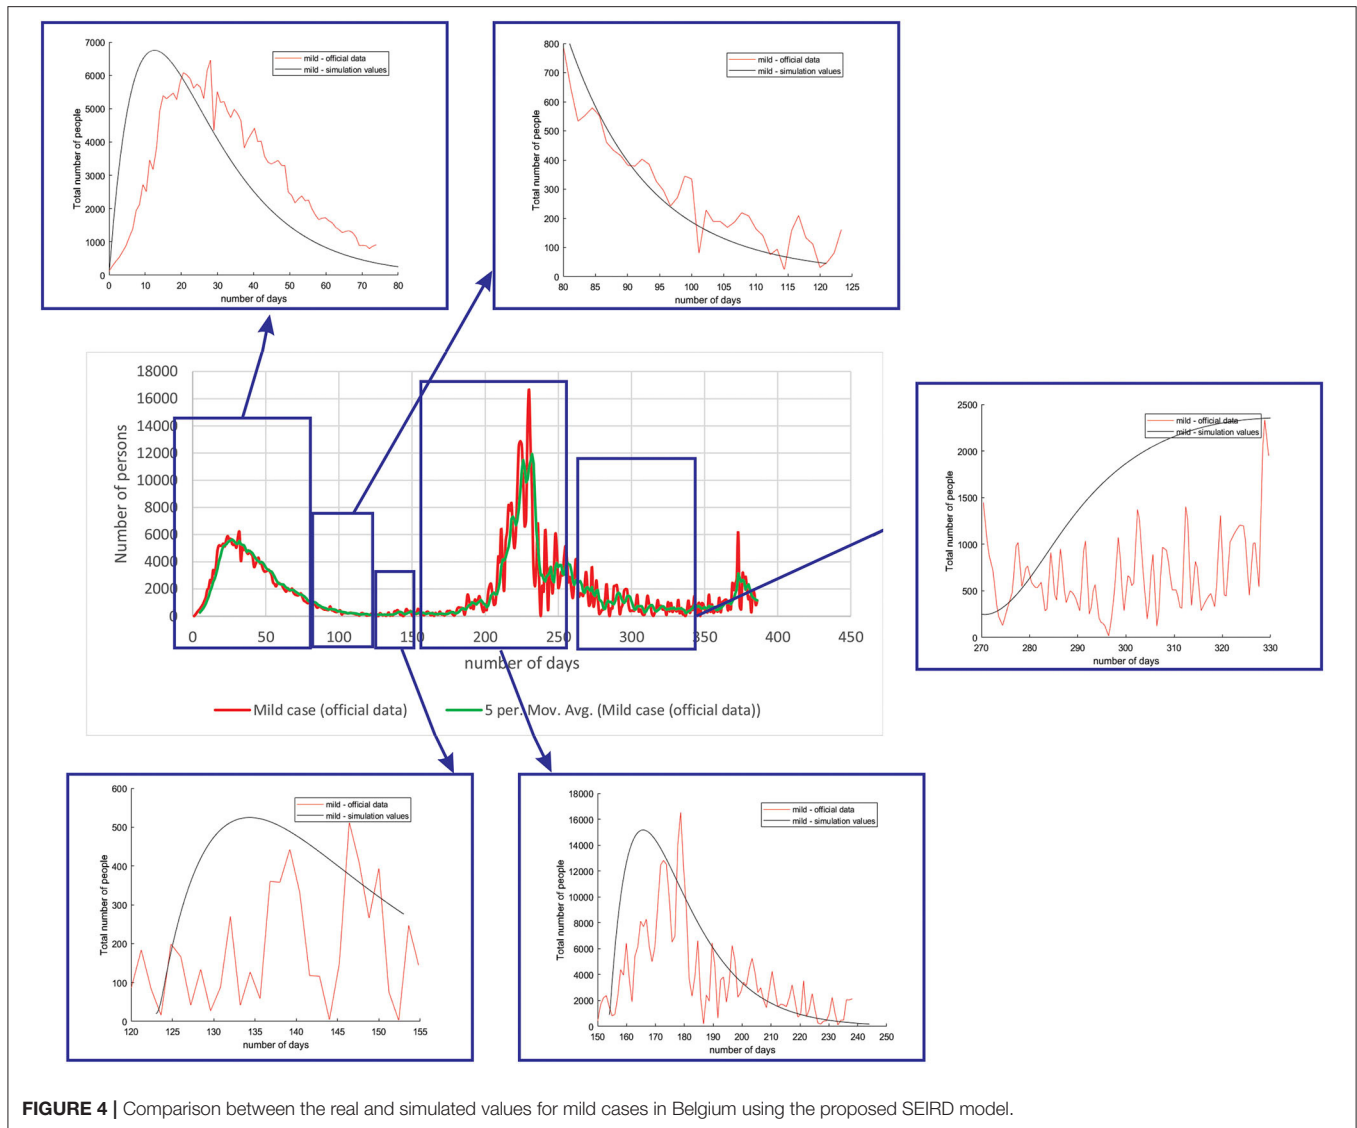 7000
6000
5000
4000
3000
2000
1000
0
Total number of people
mild - official data
mild - simulation values
0 10 20 30 40 50 60 70 80
number of days
800
700
600
500
400
300
200
100
0
Total number of people
mild - official data
mild - simulation values
80 85 90 95 100 105 110 115 120 125
number of days
18000
16000
14000
12000
10000
8000
6000
4000
2000
0
Number of persons
0 50 100 150 200 250 300 350 400 450
number of days
Mild case (official data)
5 per. Mov. Avg. (Mild case (official data))
2500
2000
1500
1000
500
0
Total number of people
mild - official data
mild - simulation values
270 280 290 300 310 320 330
number of days
600
500
400
300
200
100
0
Total number of people
mild - official data
mild - simulation values
120 125 130 135 140 145 150 155
number of days
18000
16000
14000
12000
10000
8000
6000
4000
2000
0
Total number of people
mild - official data
mild - simulation values
150 160 170 180 190 200 210 220 230 240 250
number of days
FIGURE 4 | Comparison between the real and simulated values for mild cases in Belgium using the proposed SEIRD model.